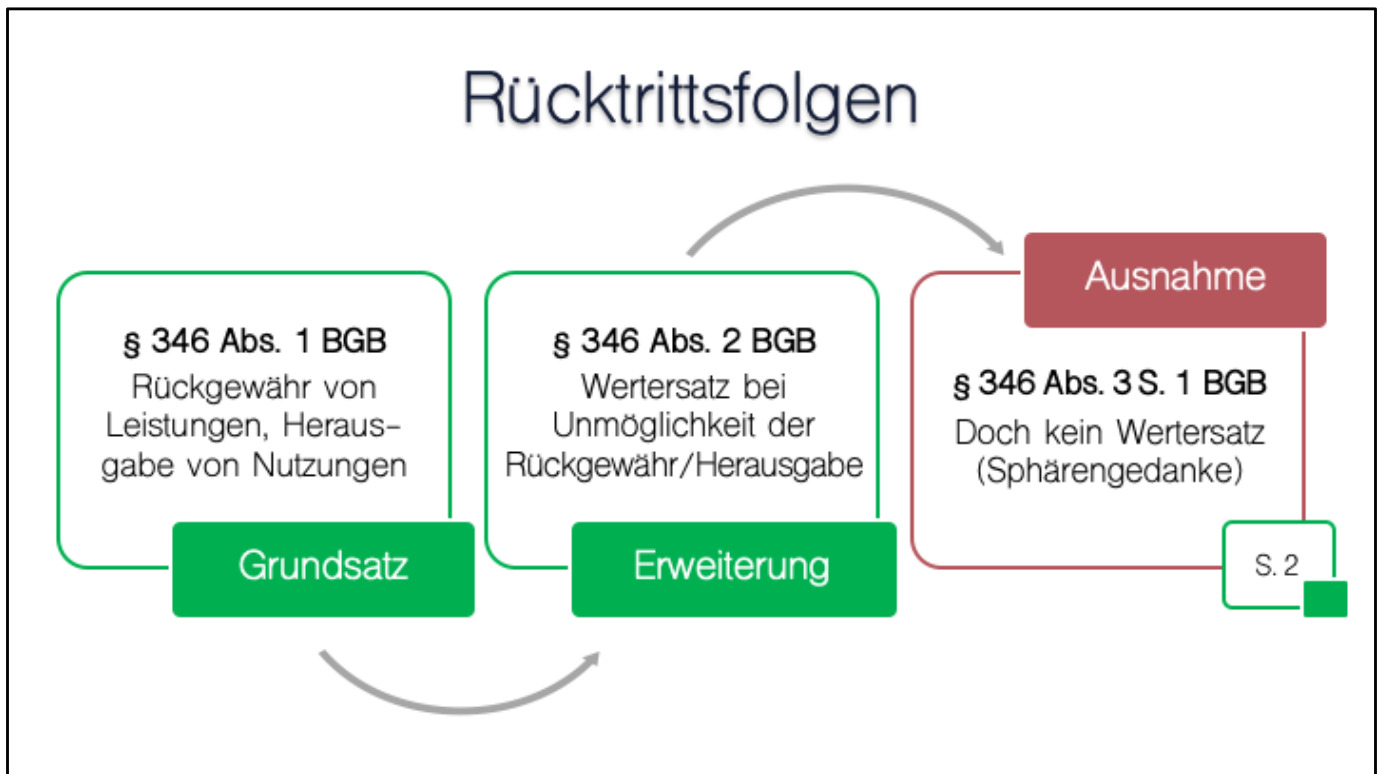 Rücktrittsfolgen
§ 346 Abs. 1 BGB
Rückgewähr von
Leistungen, Heraus-
gabe von Nutzungen
Grundsatz
§ 346 Abs. 2 BGB
Wertersatz bei
Unmöglichkeit der
Rückgewähr/Herausgabe
Erweiterung
Ausnahme
§ 346 Abs. 3 S. 1 BGB
Doch kein Wertersatz
(Sphärengedanke)
S. 2